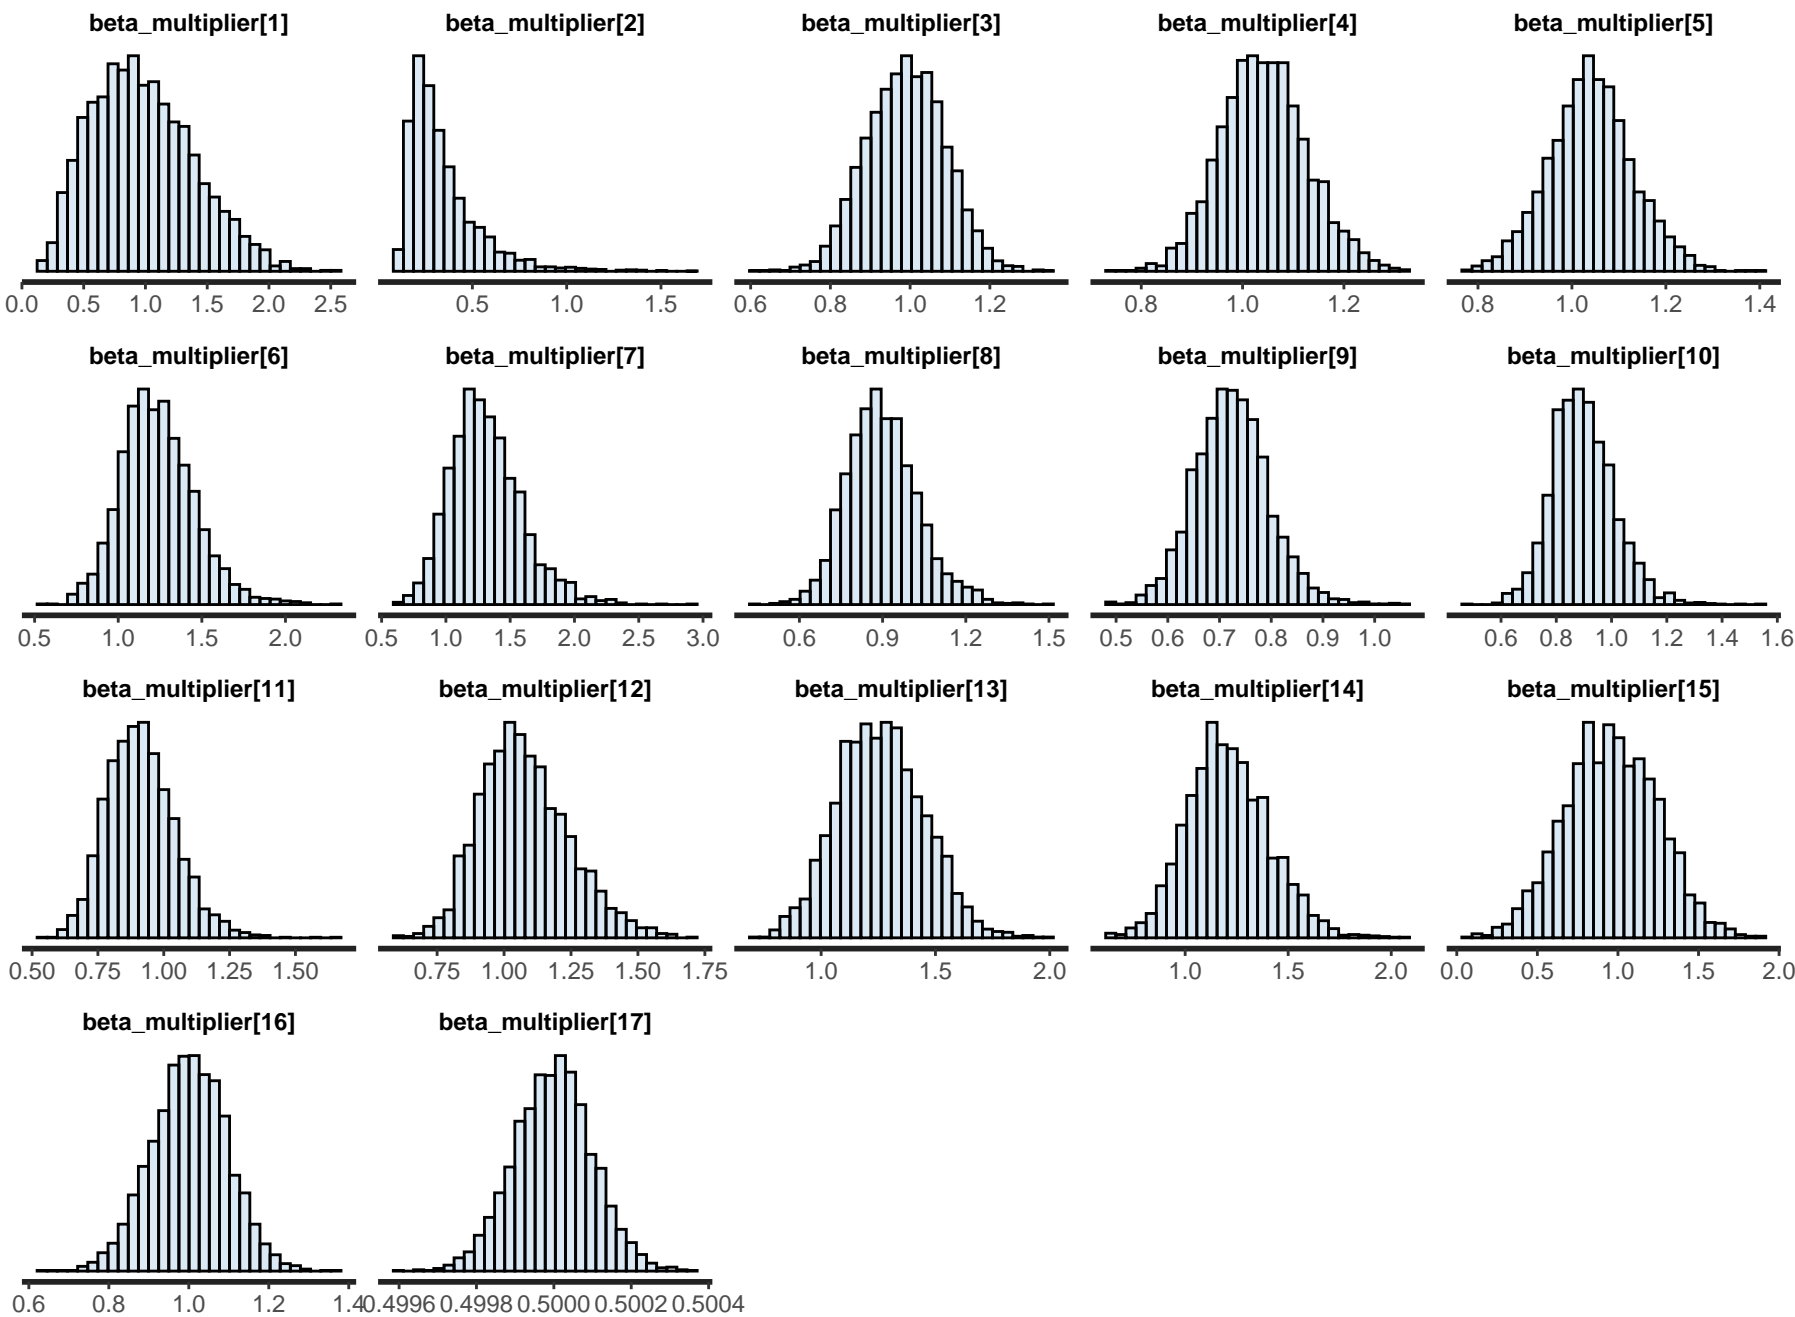 beta_multiplier[1] beta_multiplier[2] beta_multiplier[3] beta_multiplier[4] beta_multiplier[5]
0.0 0.5 1.0 1.5 2.0 2.5 0.5 1.0 1.5 0.6 0.8 1.0 1.2 0.8 1.0 1.2 0.8 1.0 1.2 1.4
beta_multiplier[6] beta_multiplier[7] beta_multiplier[8] beta_multiplier[9] beta_multiplier[10]
0.5 1.0 1.5 2.0 0.5 1.0 1.5 2.0 2.5 3.0 0.6 0.9 1.2 1.5 0.5 0.6 0.7 0.8 0.9 1.0 0.6 0.8 1.0 1.2 1.4 1.6
beta_multiplier[11] beta_multiplier[12] beta_multiplier[13] beta_multiplier[14] beta_multiplier[15]
0.50 0.75 1.00 1.25 1.50 0.75 1.00 1.25 1.50 1.75 1.0 1.5 2.0 1.0 1.5 2.0 0.0 0.5 1.0 1.5 2.0
beta_multiplier[16] beta_multiplier[17]
0.6 0.8 1.0 1.2 1.4 0.4996 0.4998 0.5000 0.5002 0.5004